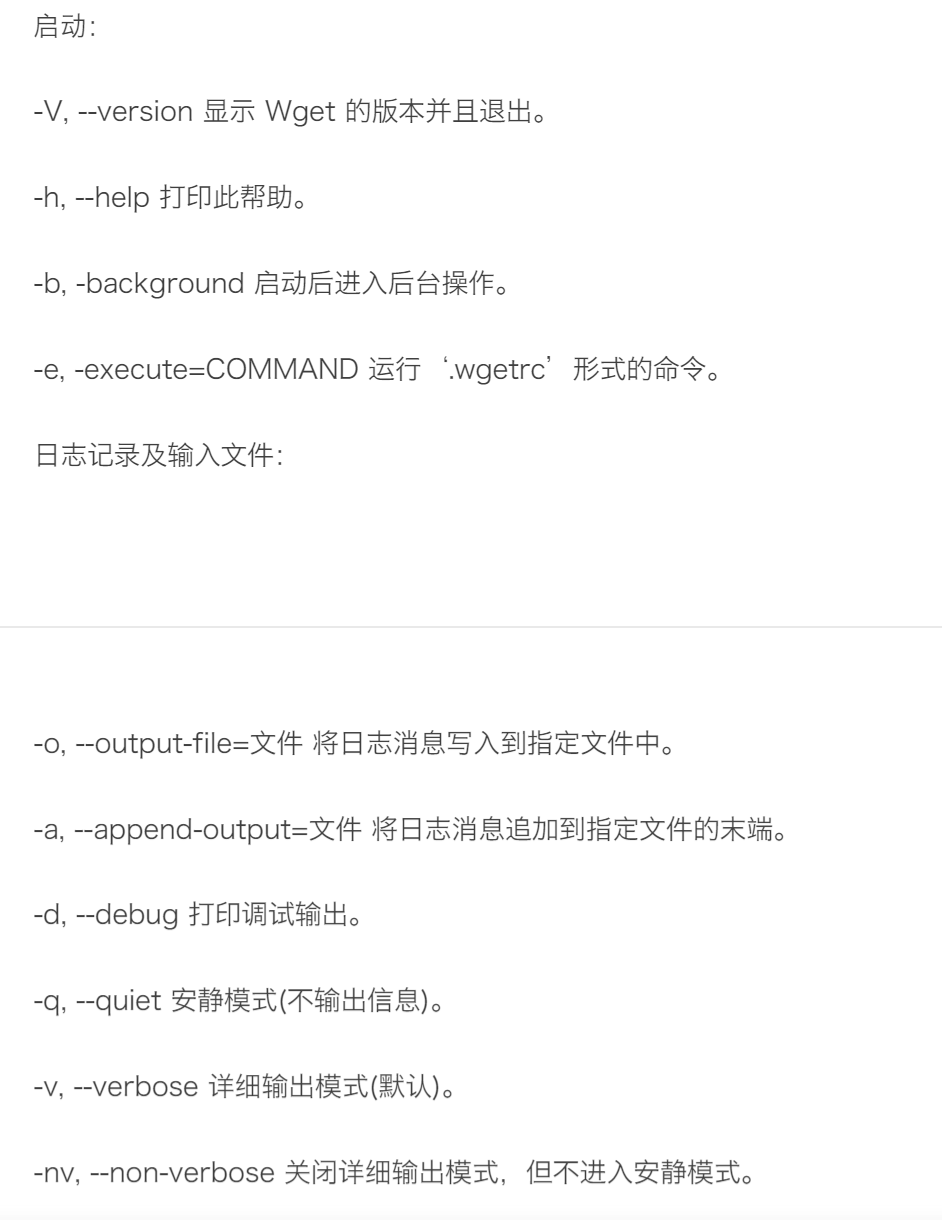 启动：
-V, --version 显示 Wget 的版本并且退出。
-h, --help 打印此帮助。
-b, -background 启动后进入后台操作。
-e, -execute=COMMAND 运行‘.wgetrc’形式的命令。
日志记录及输入文件：
-o, --output-file=文件 将日志消息写入到指定文件中。
-a, --append-output=文件 将日志消息追加到指定文件的末端。
-d, --debug 打印调试输出。
-q, --quiet 安静模式(不输出信息)。
-v, --verbose 详细输出模式(默认)。
-nv, --non-verbose 关闭详细输出模式，但不进入安静模式。